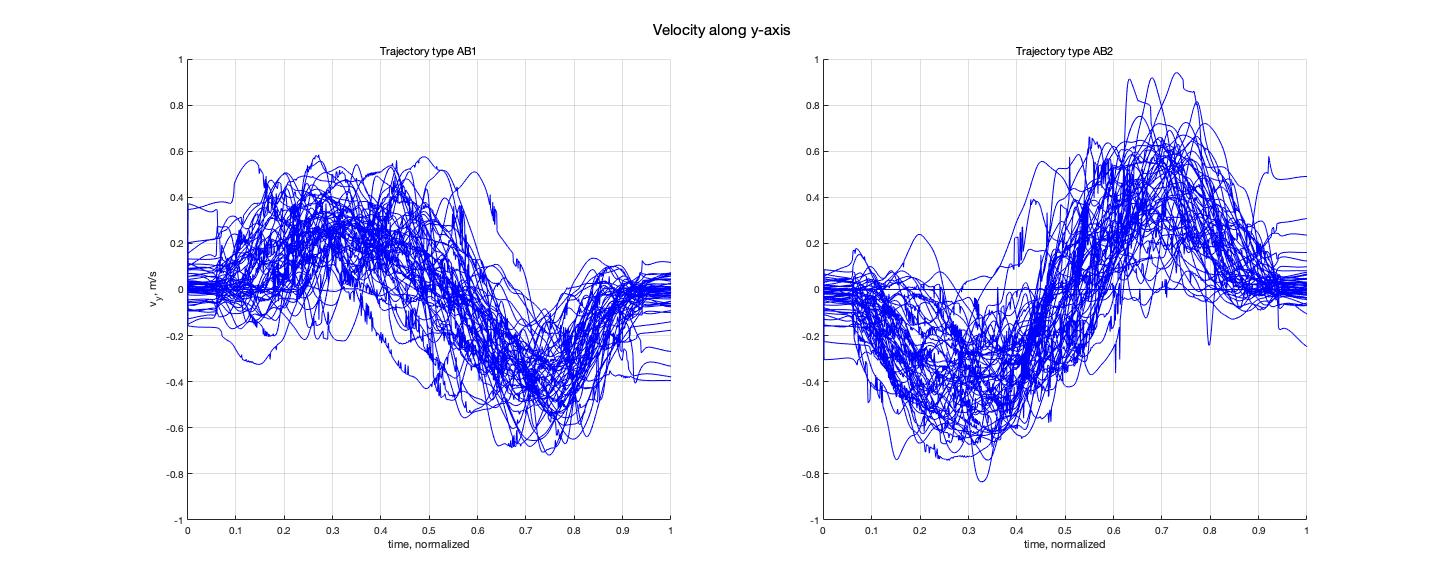 Velocity along y-axis
Trajectory type AB1
1
0.8
0.6
0.4
0.2
0
-0.2
-0.4
-0.6
-0.8
-1
v_y, m/s
0 0.1 0.2 0.3 0.4 0.5 0.6 0.7 0.8 0.9 1
time, normalized
Trajectory type AB2
1
0.8
0.6
0.4
0.2
0
-0.2
-0.4
-0.6
-0.8
-1
0 0.1 0.2 0.3 0.4 0.5 0.6 0.7 0.8 0.9 1
time, normalized